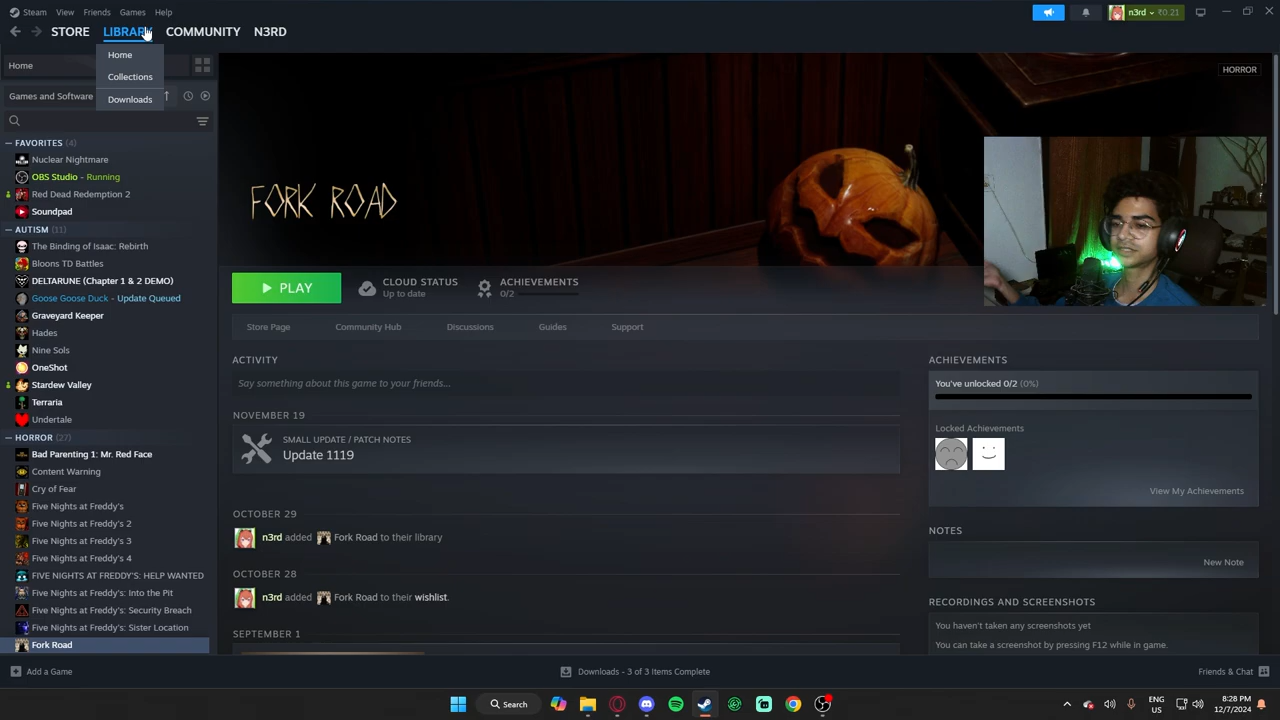 Steam View Friends Games Help
n3rd ₹0.21
STORE LIBRARY COMMUNITY N3RD
Home
Home
Collections
Downloads
Games and Software
HORROR
FORK ROAD
FAVORITES (4)
Nuclear Nightmare
OBS Studio - Running
Red Dead Redemption 2
Soundpad
AUTISM (11)
The Binding of Isaac: Rebirth
Bloons TD Battles
DELTARUNE (Chapter 1 & 2 DEMO)
Goose Goose Duck - Update Queued
Graveyard Keeper
Hades
Nine Sols
OneShot
Stardew Valley
Terraria
Undertale
HORROR (27)
Bad Parenting 1: Mr. Red Face
Content Warning
Cry of Fear
Five Nights at Freddy's
Five Nights at Freddy's 2
Five Nights at Freddy's 3
Five Nights at Freddy's 4
FIVE NIGHTS AT FREDDY'S: HELP WANTED
Five Nights at Freddy's: Into the Pit
Five Nights at Freddy's: Security Breach
Five Nights at Freddy's: Sister Location
Fork Road
PLAY
CLOUD STATUS
Up to date
ACHIEVEMENTS
0/2
Store Page Community Hub Discussions Guides Support
ACTIVITY
Say something about this game to your friends...
NOVEMBER 19
SMALL UPDATE / PATCH NOTES
Update 1119
OCTOBER 29
n3rd added Fork Road to their library
OCTOBER 28
n3rd added Fork Road to their wishlist.
SEPTEMBER 1
ACHIEVEMENTS
You've unlocked 0/2 (0%)
Locked Achievements
View My Achievements
NOTES
New Note
RECORDINGS AND SCREENSHOTS
You haven't taken any screenshots yet
You can take a screenshot by pressing F12 while in game.
Add a Game
Downloads - 3 of 3 Items Complete
Friends & Chat
Search
ENG
US
8:28 PM
12/7/2024